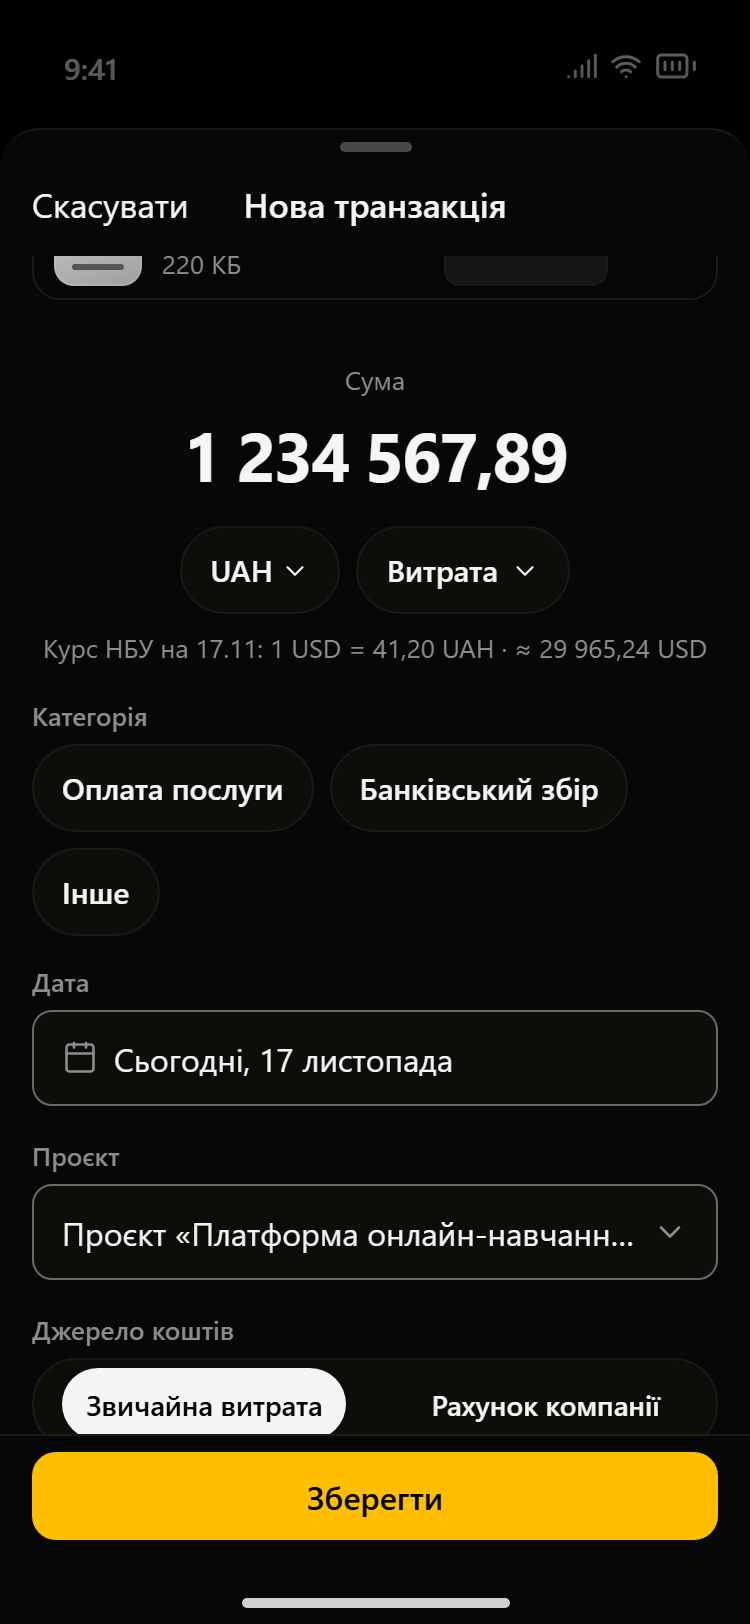 9:41
Скасувати
Нова транзакція
220 КБ
Сума
1 234 567,89
UAH
Витрата
Курс НБУ на 17.11: 1 USD = 41,20 UAH · ≈ 29 965,24 USD
Категорія
Оплата послуги
Банківський збір
Інше
Дата
Сьогодні, 17 листопада
Проєкт
Проєкт «Платформа онлайн-навчанн...
Джерело коштів
Звичайна витрата
Рахунок компанії
Зберегти